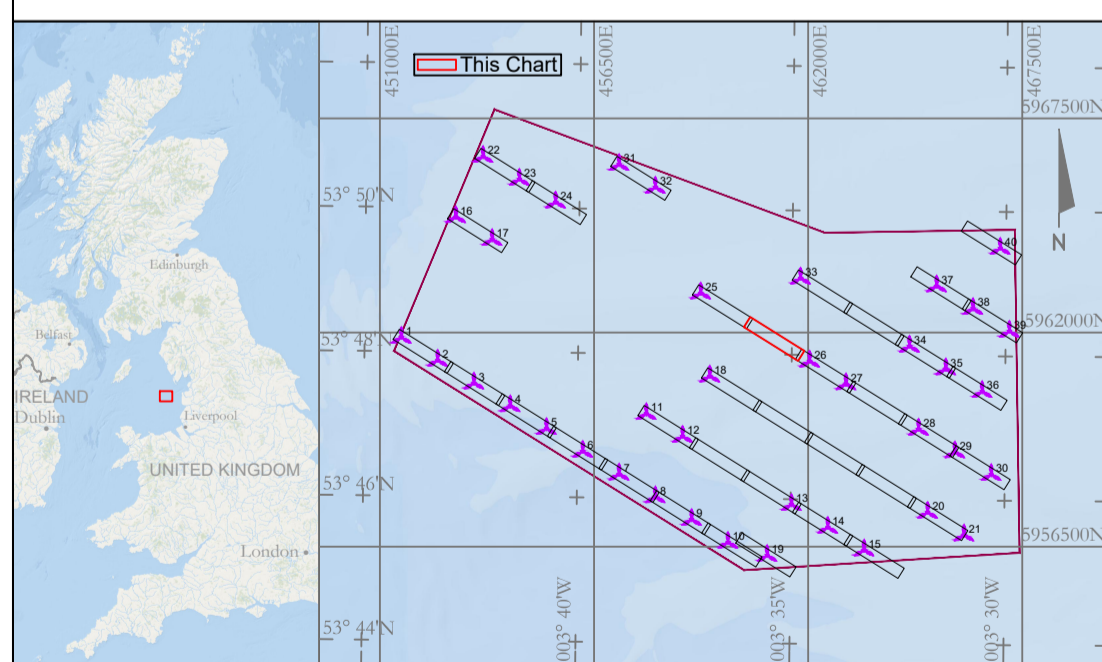 Edinburgh
Belfast
IRELAND
Dublin
Liverpool
UNITED KINGDOM
London
This Chart
451000E
456500E
462000E
467500E
5967500N
53° 50'N
5962000N
53° 48'N
53° 46'N
5956500N
53° 44'N
003° 40'W
003° 35'W
003° 30'W
N
22
23
24
31
32
16
17
40
37
38
39
33
34
35
36
25
26
27
28
29
30
18
20
21
11
12
13
14
15
1
2
3
4
5
6
7
8
9
10
19